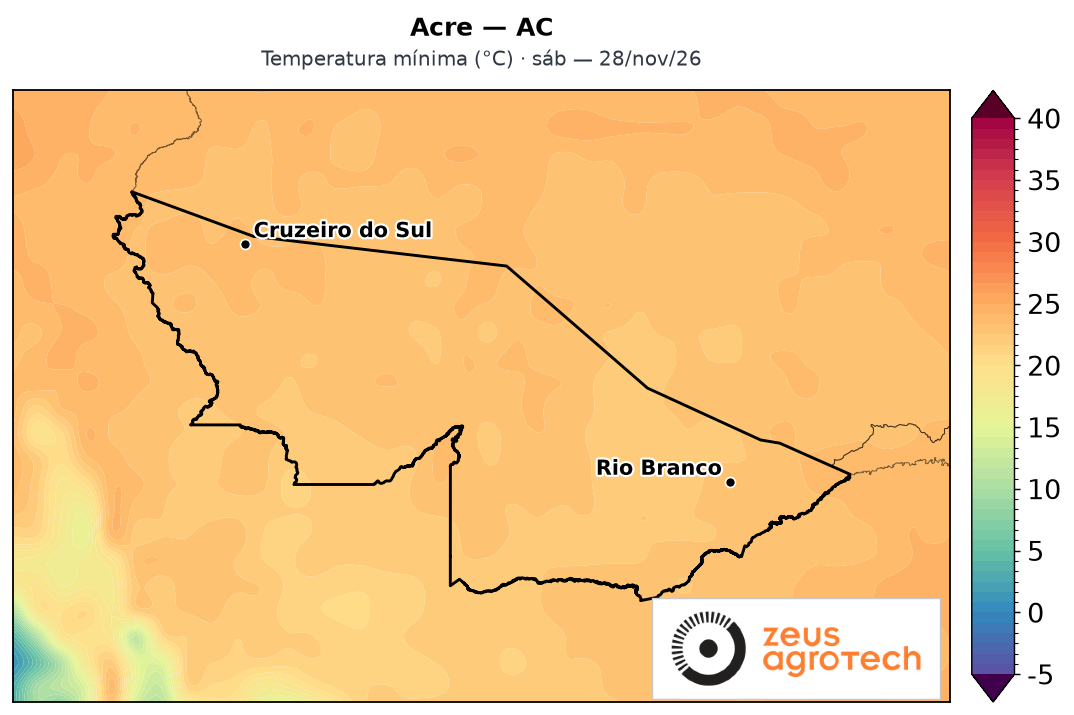 Acre — AC
Temperatura mínima (°C) · sáb — 28/nov/26
40
35
30
25
20
15
10
5
0
-5
Cruzeiro do Sul
Rio Branco
zeus
agrotech